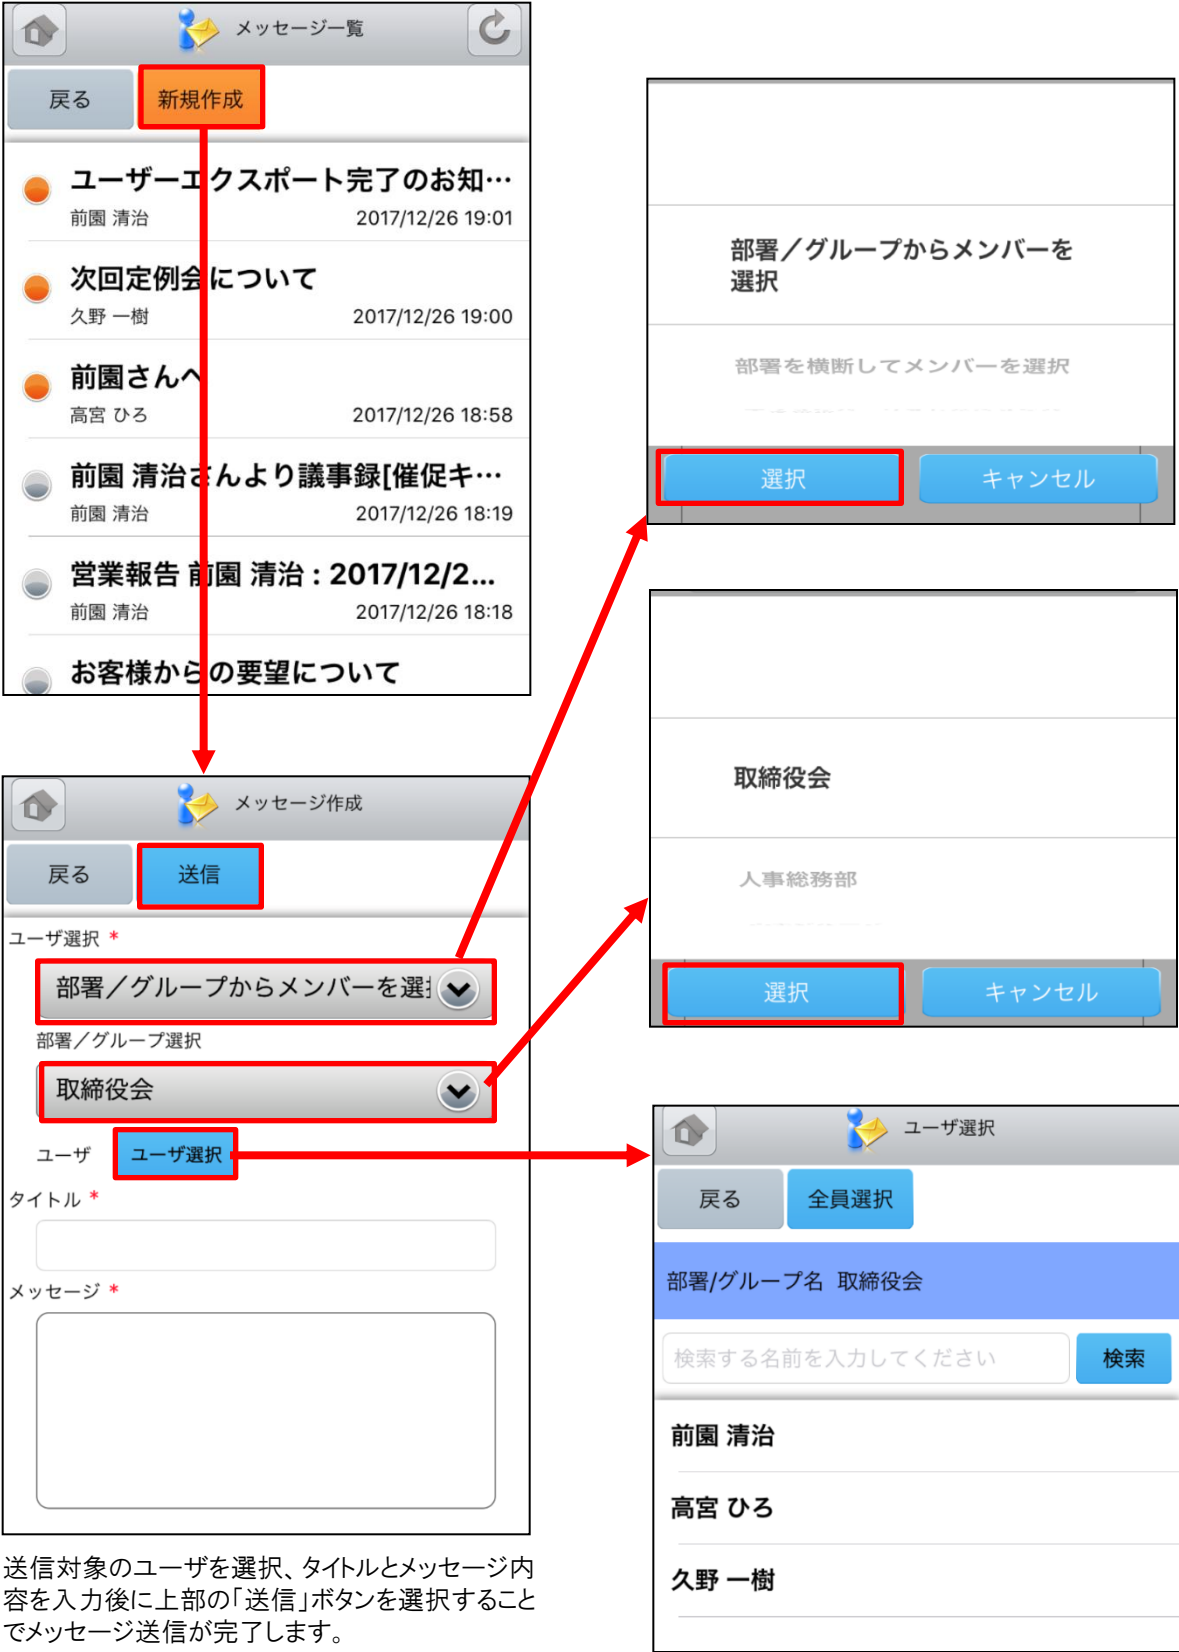 メッセージ一覧
戻る
新規作成
ユーザーエクスポート完了のお知…
前園 清治
2017/12/26 19:01
次回定例会について
久野 一樹
2017/12/26 19:00
前園さんへ
高宮 ひろ
2017/12/26 18:58
前園 清治さんより議事録[催促キ…
前園 清治
2017/12/26 18:19
営業報告 前園 清治 : 2017/12/2...
前園 清治
2017/12/26 18:18
お客様からの要望について
メッセージ作成
戻る
送信
ユーザ選択 *
部署／グループからメンバーを選
部署／グループ選択
取締役会
ユーザ
ユーザ選択
タイトル *
メッセージ *
送信対象のユーザを選択、タイトルとメッセージ内
容を入力後に上部の「送信」ボタンを選択すること
でメッセージ送信が完了します。
部署／グループからメンバーを
選択
部署を横断してメンバーを選択
選択
キャンセル
取締役会
人事総務部
選択
キャンセル
ユーザ選択
戻る
全員選択
部署/グループ名 取締役会
検索する名前を入力してください
検索
前園 清治
高宮 ひろ
久野 一樹